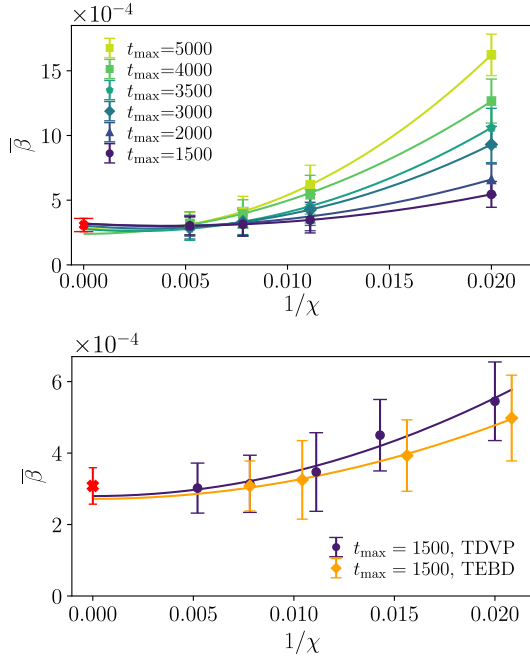 ×10⁻⁴
15
10
5
0
β̅
t_max=5000
t_max=4000
t_max=3500
t_max=3000
t_max=2000
t_max=1500
0.000 0.005 0.010 0.015 0.020
1/χ
×10⁻⁴
6
4
2
0
β̅
t_max = 1500, TDVP
t_max = 1500, TEBD
0.000 0.005 0.010 0.015 0.020
1/χ